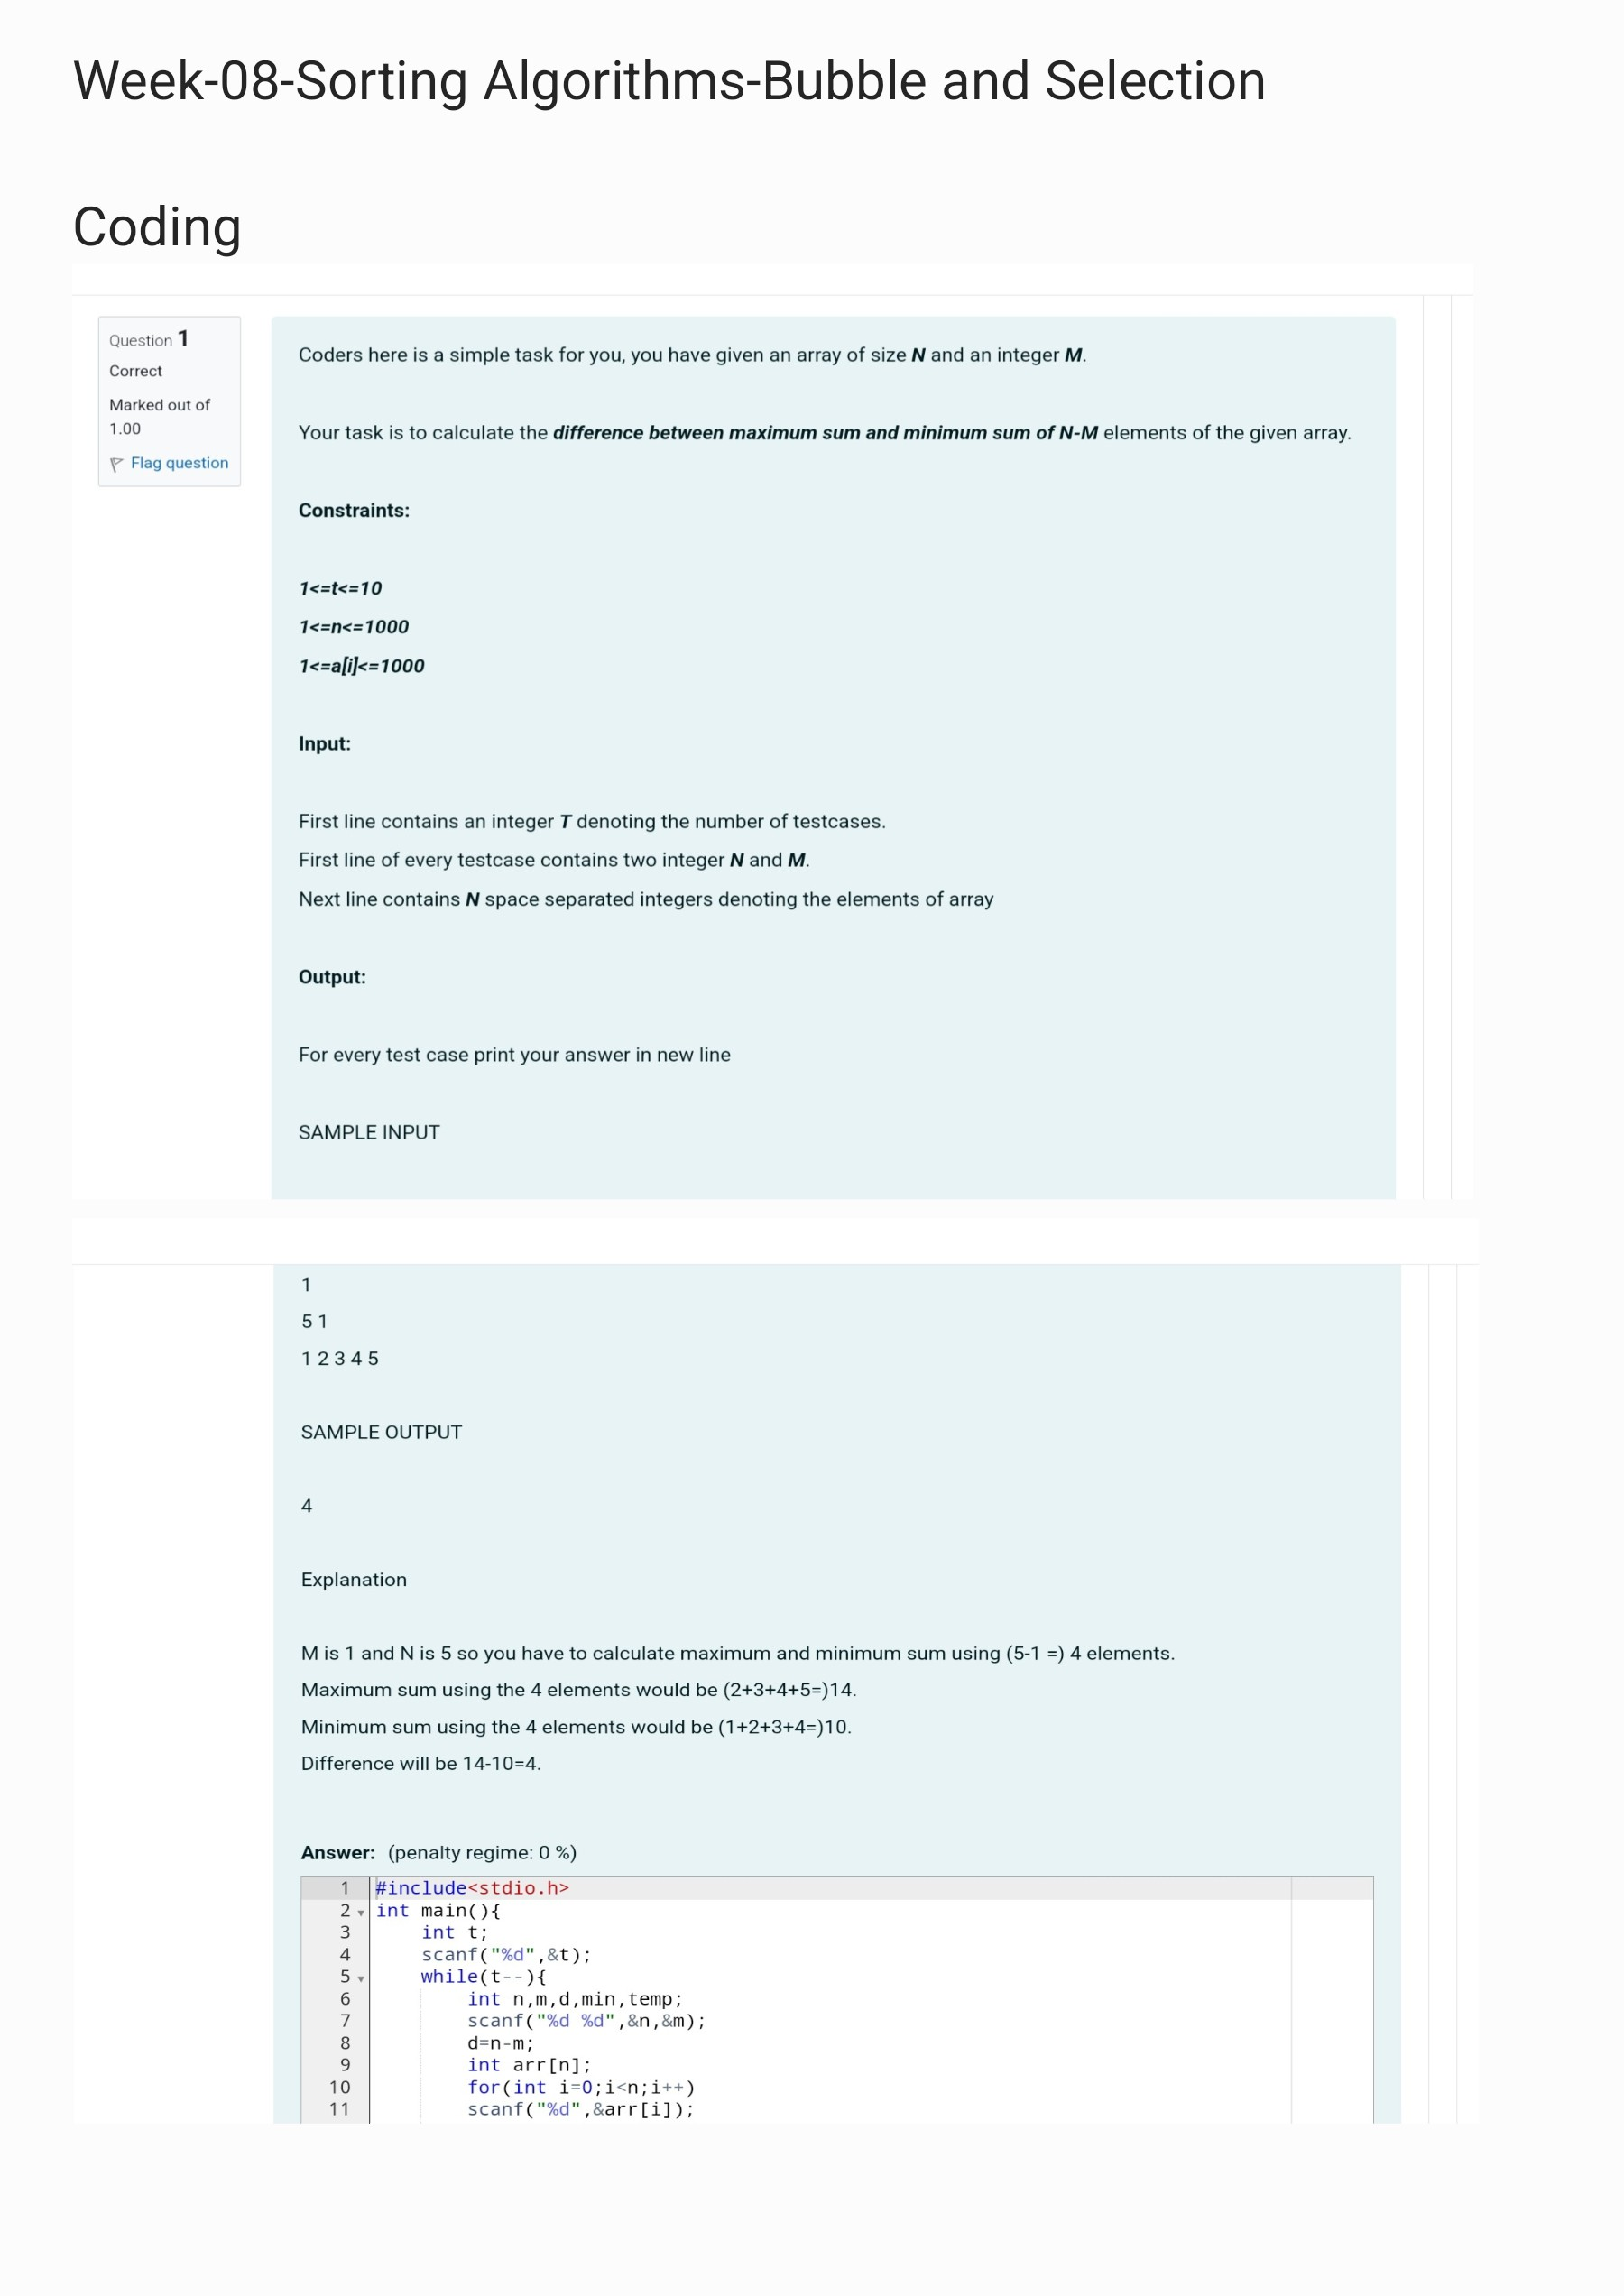 Week-08-Sorting Algorithms-Bubble and Selection
Coding
Question 1
Correct
Marked out of
1.00
Flag question
Coders here is a simple task for you, you have given an array of size N and an integer M.
Your task is to calculate the difference between maximum sum and minimum sum of N-M elements of the given array.
Constraints:
1<=t<=10
1<=n<=1000
1<=a[i]<=1000
Input:
First line contains an integer T denoting the number of testcases.
First line of every testcase contains two integer N and M.
Next line contains N space separated integers denoting the elements of array
Output:
For every test case print your answer in new line
SAMPLE INPUT
1
5 1
1 2 3 4 5
SAMPLE OUTPUT
4
Explanation
M is 1 and N is 5 so you have to calculate maximum and minimum sum using (5-1 =) 4 elements.
Maximum sum using the 4 elements would be (2+3+4+5=)14.
Minimum sum using the 4 elements would be (1+2+3+4=)10.
Difference will be 14-10=4.
Answer: (penalty regime: 0 %)
1 #include<stdio.h>
2 int main(){
3 int t;
4 scanf("%d",&t);
5 while(t--){
6 int n,m,d,min,temp;
7 scanf("%d %d",&n,&m);
8 d=n-m;
9 int arr[n];
10 for(int i=0;i<n;i++)
11 scanf("%d",&arr[i]);